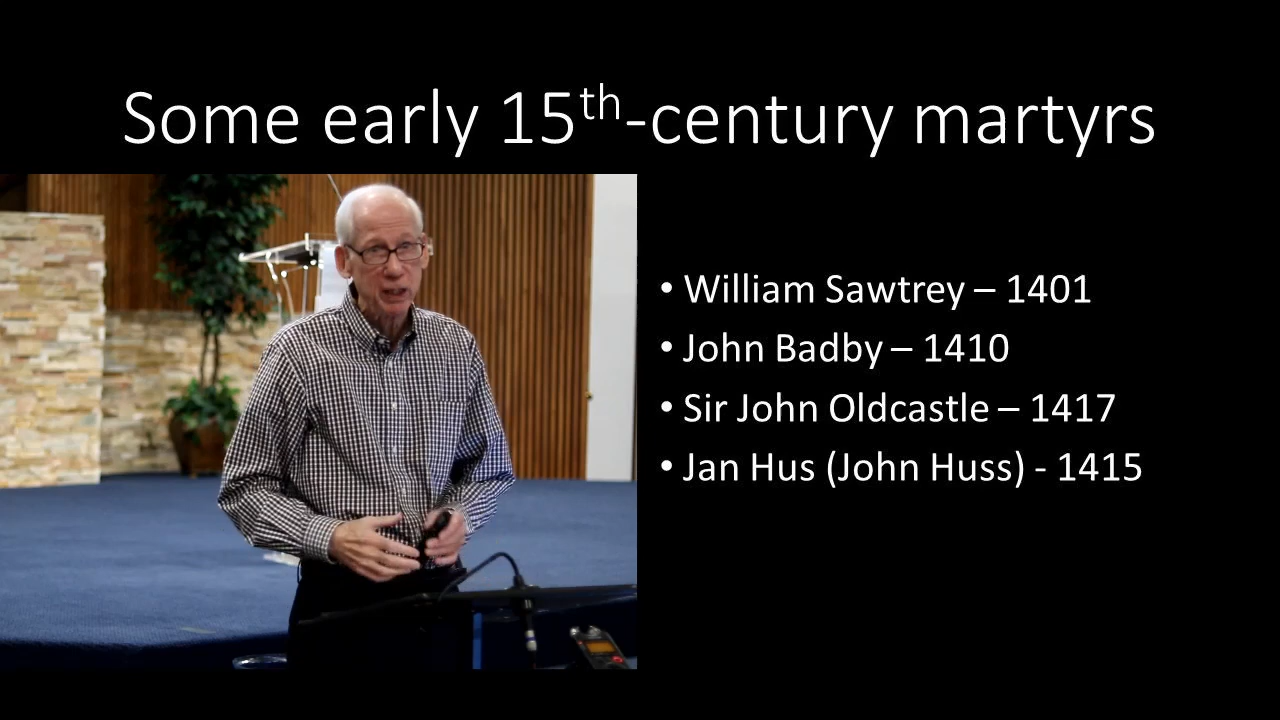 Some early 15th-century martyrs
• William Sawtrey – 1401
• John Badby – 1410
• Sir John Oldcastle – 1417
• Jan Hus (John Huss) - 1415